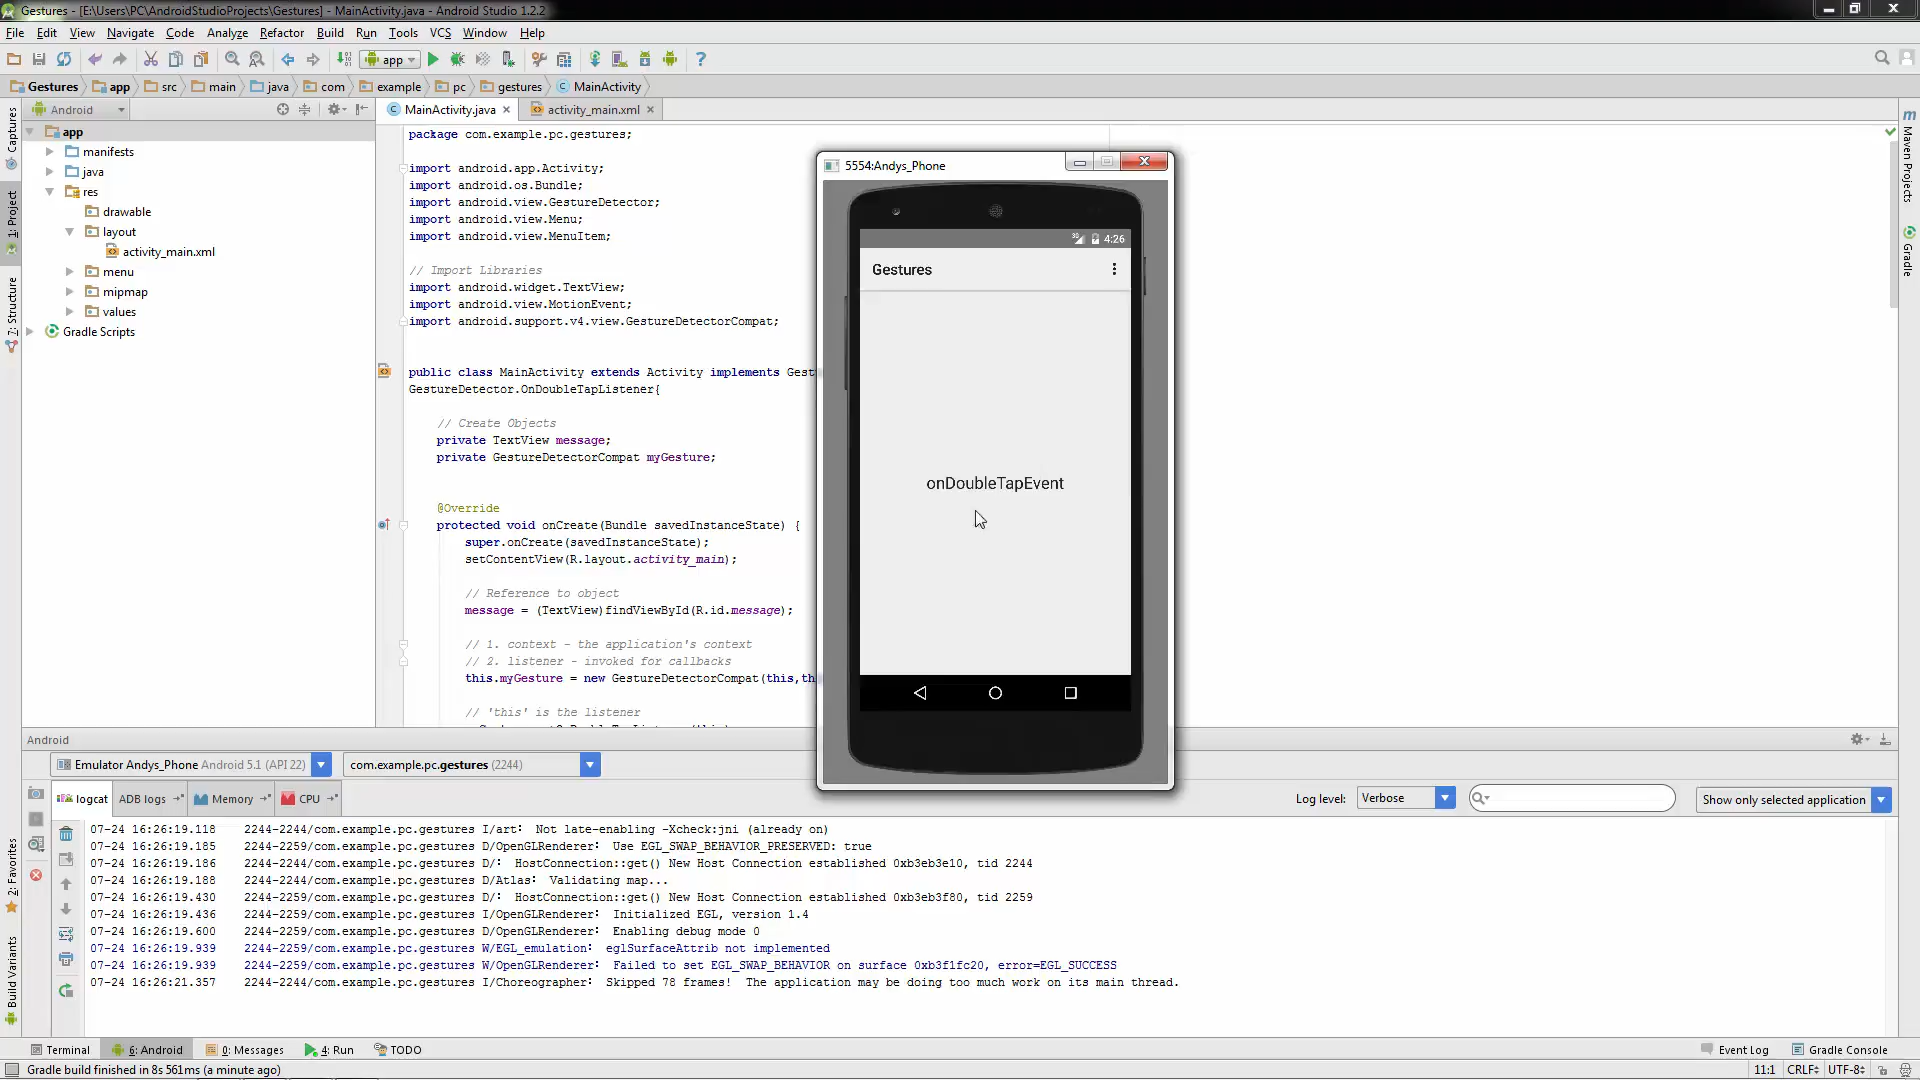 Gestures - [E:\Users\PC\AndroidStudioProjects\Gestures] - MainActivity.java - Android Studio 1.2.2
File Edit View Navigate Code Analyze Refactor Build Run Tools VCS Window Help
app
Gestures app src main java com example pc gestures MainActivity
Android
MainActivity.java activity_main.xml
Captures
1: Project
7: Structure
2: Favorites
Build Variants
Maven Projects
Gradle
app
manifests
java
res
drawable
layout
activity_main.xml
menu
mipmap
values
Gradle Scripts
package com.example.pc.gestures;
import android.app.Activity;
import android.os.Bundle;
import android.view.GestureDetector;
import android.view.Menu;
import android.view.MenuItem;
// Import Libraries
import android.widget.TextView;
import android.view.MotionEvent;
import android.support.v4.view.GestureDetectorCompat;
public class MainActivity extends Activity implements Gest
GestureDetector.OnDoubleTapListener{
// Create Objects
private TextView message;
private GestureDetectorCompat myGesture;
@Override
protected void onCreate(Bundle savedInstanceState) {
super.onCreate(savedInstanceState);
setContentView(R.layout.activity_main);
// Reference to object
message = (TextView)findViewById(R.id.message);
// 1. context - the application's context
// 2. listener - invoked for callbacks
this.myGesture = new GestureDetectorCompat(this,th
// 'this' is the listener
5554:Andys_Phone
3G 4:26
Gestures
onDoubleTapEvent
Android
Emulator Andys_Phone Android 5.1 (API 22) com.example.pc.gestures (2244)
logcat ADB logs Memory CPU Log level: Verbose Show only selected application
07-24 16:26:19.118 2244-2244/com.example.pc.gestures I/art: Not late-enabling -Xcheck:jni (already on)
07-24 16:26:19.185 2244-2259/com.example.pc.gestures D/OpenGLRenderer: Use EGL_SWAP_BEHAVIOR_PRESERVED: true
07-24 16:26:19.186 2244-2244/com.example.pc.gestures D/: HostConnection::get() New Host Connection established 0xb3eb3e10, tid 2244
07-24 16:26:19.188 2244-2244/com.example.pc.gestures D/Atlas: Validating map...
07-24 16:26:19.430 2244-2259/com.example.pc.gestures D/: HostConnection::get() New Host Connection established 0xb3eb3f80, tid 2259
07-24 16:26:19.436 2244-2259/com.example.pc.gestures I/OpenGLRenderer: Initialized EGL, version 1.4
07-24 16:26:19.600 2244-2259/com.example.pc.gestures D/OpenGLRenderer: Enabling debug mode 0
07-24 16:26:19.939 2244-2259/com.example.pc.gestures W/EGL_emulation: eglSurfaceAttrib not implemented
07-24 16:26:19.939 2244-2259/com.example.pc.gestures W/OpenGLRenderer: Failed to set EGL_SWAP_BEHAVIOR on surface 0xb3f1fc20, error=EGL_SUCCESS
07-24 16:26:21.357 2244-2244/com.example.pc.gestures I/Choreographer: Skipped 78 frames! The application may be doing too much work on its main thread.
Terminal 6: Android 0: Messages 4: Run TODO Event Log Gradle Console
Gradle build finished in 8s 561ms (a minute ago) 11:1 CRLF UTF-8